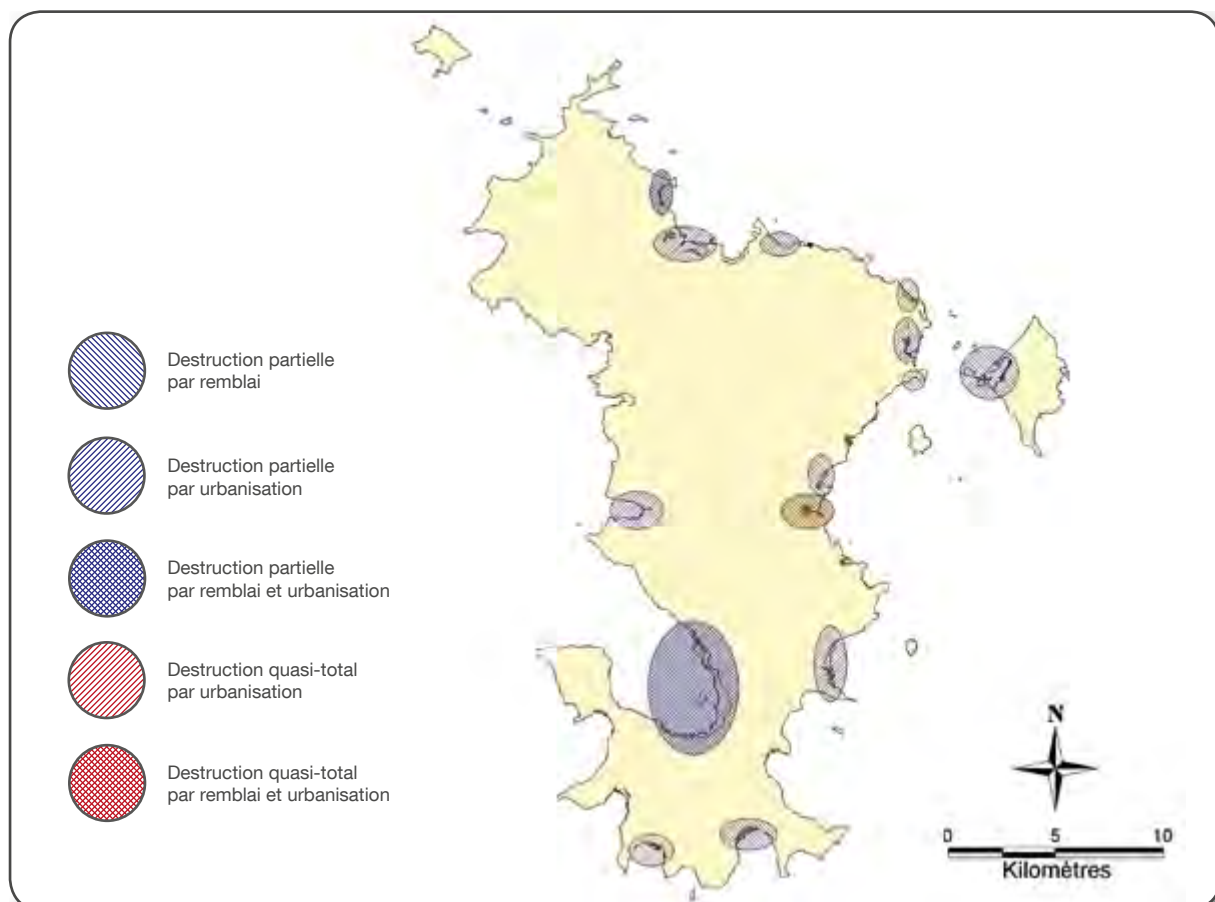 Destruction partielle
par remblai
Destruction partielle
par urbanisation
Destruction partielle
par remblai et urbanisation
Destruction quasi-total
par urbanisation
Destruction quasi-total
par remblai et urbanisation
N
0 5 10
Kilomètres